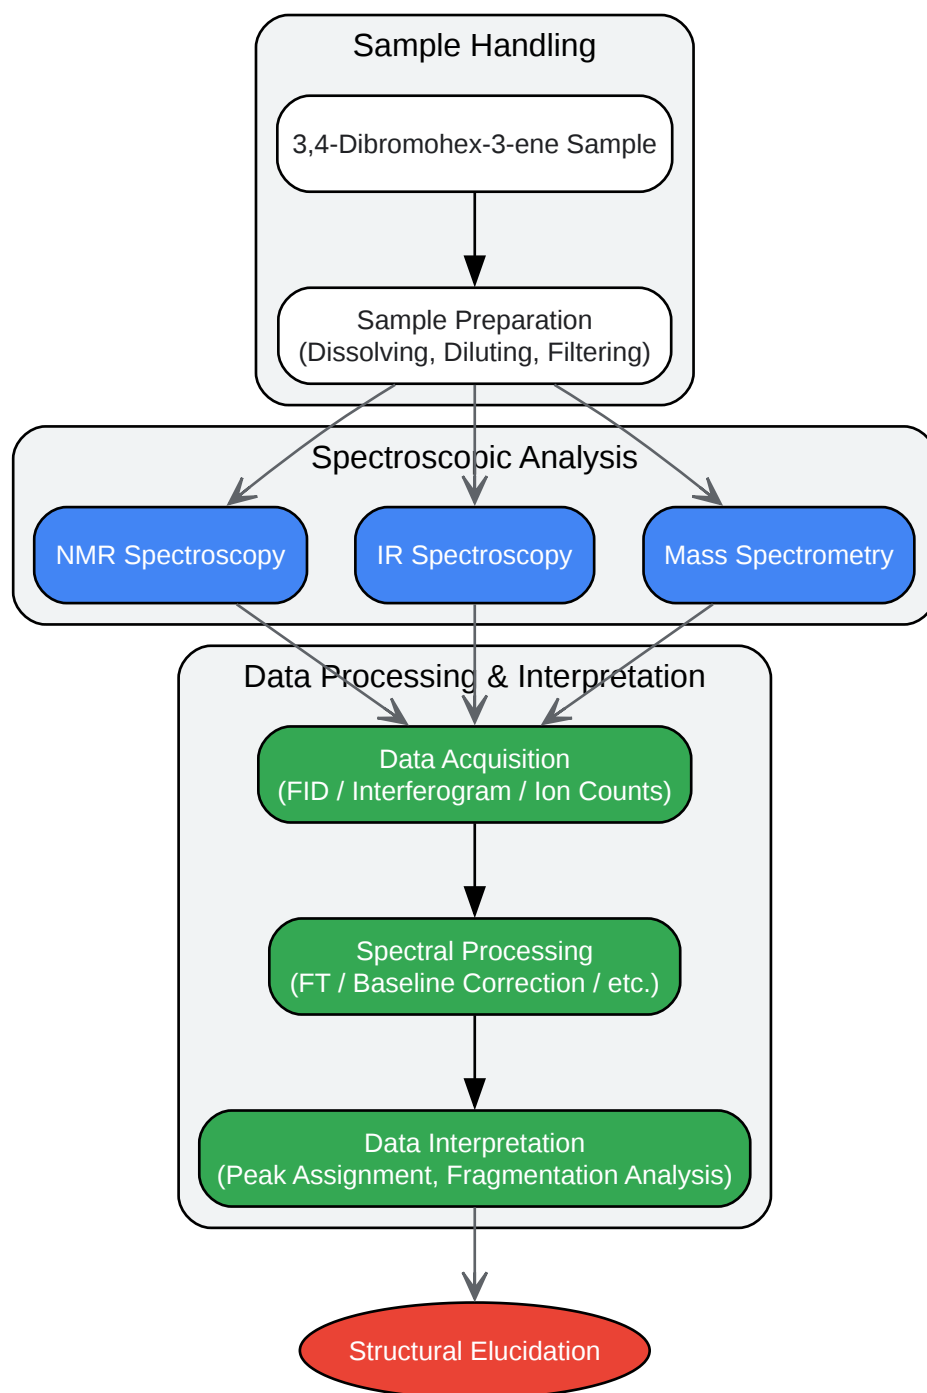 Sample Handling
3,4-Dibromohex-3-ene Sample
Sample Preparation
(Dissolving, Diluting, Filtering)
Spectroscopic Analysis
NMR Spectroscopy
IR Spectroscopy
Mass Spectrometry
Data Processing & Interpretation
Data Acquisition
(FID / Interferogram / Ion Counts)
Spectral Processing
(FT / Baseline Correction / etc.)
Data Interpretation
(Peak Assignment, Fragmentation Analysis)
Structural Elucidation